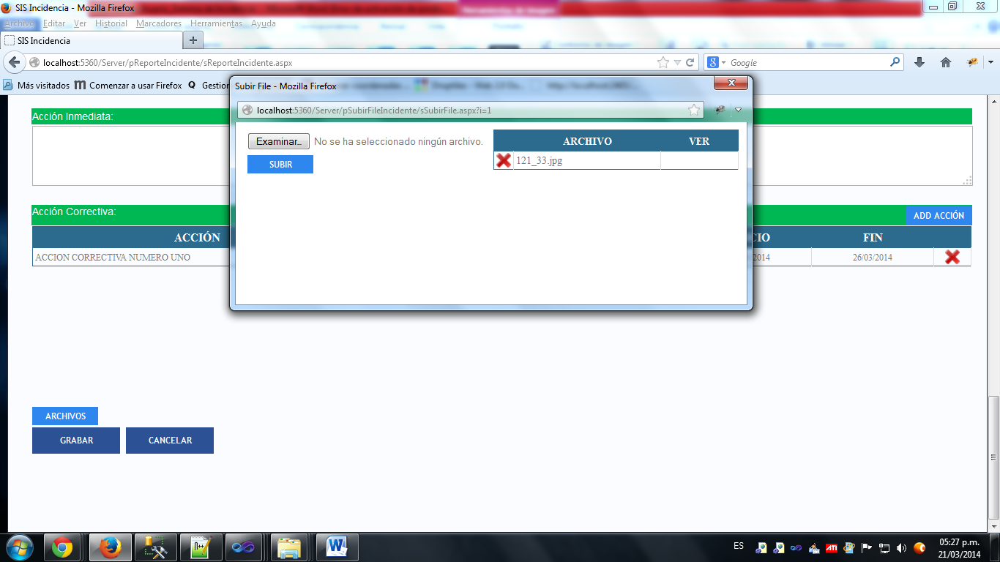 SIS Incidencia - Mozilla Firefox
Archivo Editar Ver Historial Marcadores Herramientas Ayuda
SIS Incidencia
localhost:5360/Server/pReporteIncidente/sReporteIncidente.aspx
Google
Más visitados Comenzar a usar Firefox
Subir File - Mozilla Firefox
localhost:5360/Server/pSubirFileIncidente/sSubirFile.aspx?i=1
Examinar... No se ha seleccionado ningún archivo.
SUBIR
ARCHIVO VER
121_33.jpg
Acción Inmediata:
Acción Correctiva:
ADD ACCIÓN
ACCIÓN FIN
ACCION CORRECTIVA NUMERO UNO 2014 26/03/2014
ARCHIVOS
GRABAR CANCELAR
ES
05:27 p.m.
21/03/2014